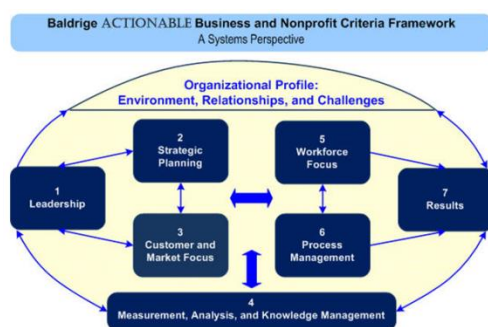 Baldrige ACTIONABLE Business and Nonprofit Criteria Framework
A Systems Perspective
Organizational Profile:
Environment, Relationships, and Challenges
2
Strategic
Planning
5
Workforce
Focus
1
Leadership
7
Results
3
Customer and
Market Focus
6
Process
Management
4
Measurement, Analysis, and Knowledge Management